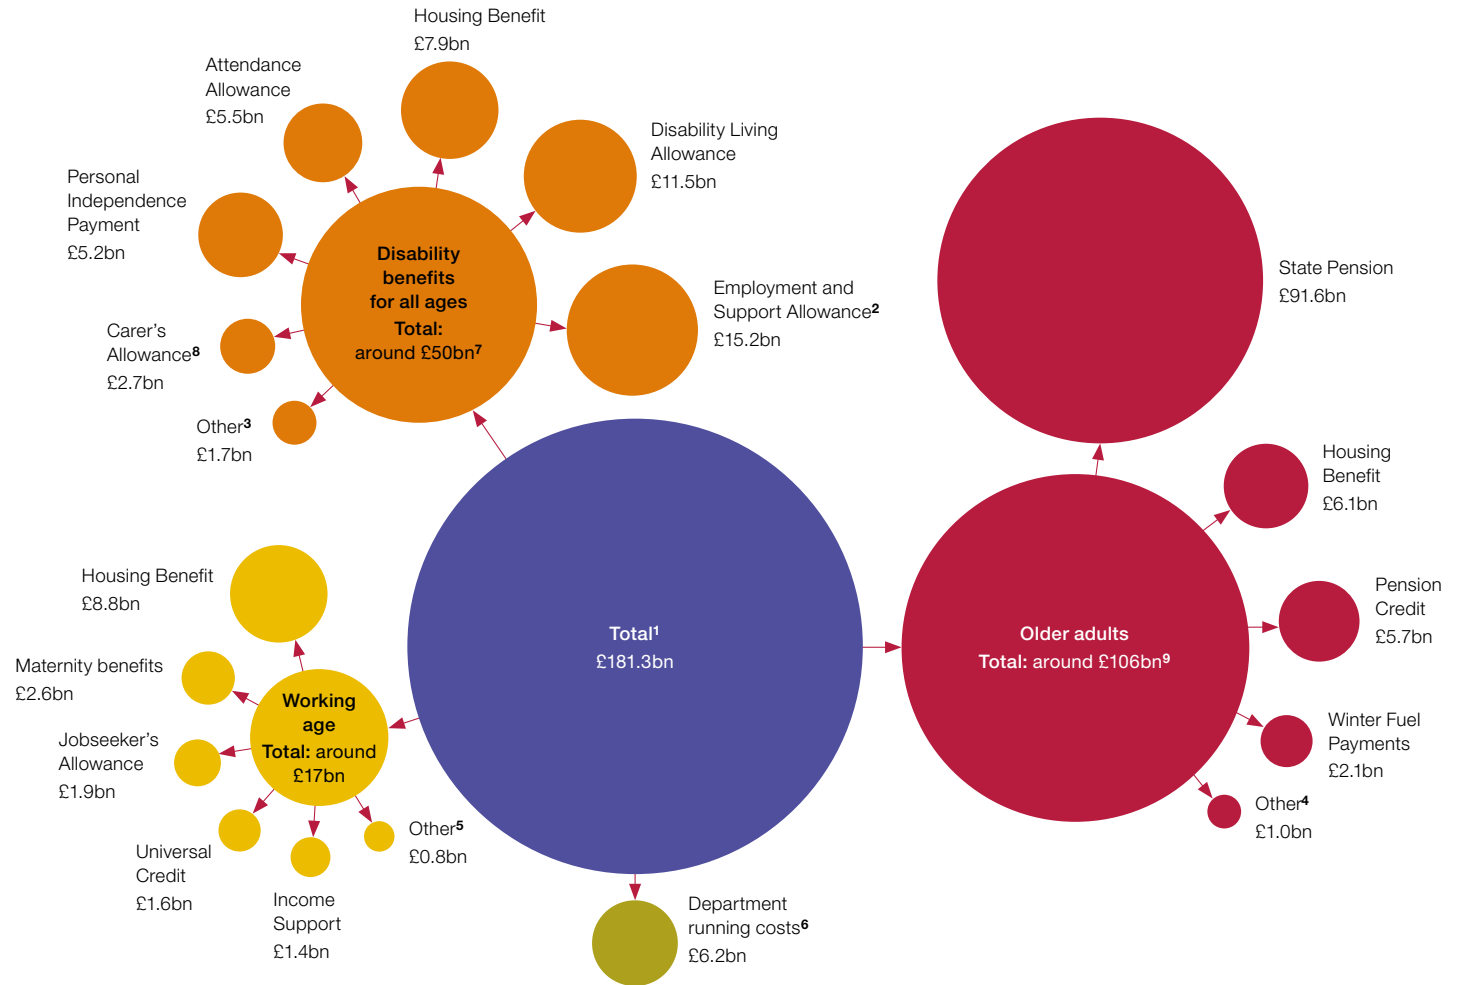 Housing Benefit
£7.9bn
Attendance
Allowance
£5.5bn
Disability Living
Allowance
£11.5bn
Personal
Independence
Payment
£5.2bn
Disability
benefits
for all ages
Total:
around £50bn7
Employment and
Support Allowance2
£15.2bn
State Pension
£91.6bn
Carer's
Allowance8
£2.7bn
Other3
£1.7bn
Housing
Benefit
£6.1bn
Housing Benefit
£8.8bn
Pension
Credit
£5.7bn
Total1
£181.3bn
Older adults
Total: around £106bn9
Maternity benefits
£2.6bn
Working
age
Total: around
£17bn
Jobseeker's
Allowance
£1.9bn
Winter Fuel
Payments
£2.1bn
Other4
£1.0bn
Universal
Credit
£1.6bn
Income
Support
£1.4bn
Other5
£0.8bn
Department
running costs6
£6.2bn